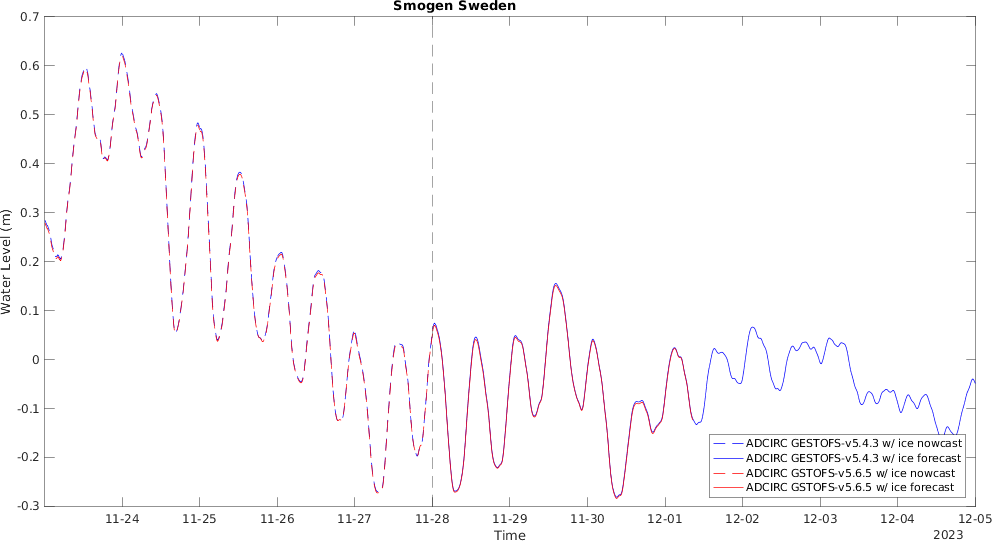 Smogen Sweden
Water Level (m)
0.7
0.6
0.5
0.4
0.3
0.2
0.1
0
-0.1
-0.2
-0.3
ADCIRC GESTOFS-v5.4.3 w/ ice nowcast
ADCIRC GESTOFS-v5.4.3 w/ ice forecast
ADCIRC GSTOFS-v5.6.5 w/ ice nowcast
ADCIRC GSTOFS-v5.6.5 w/ ice forecast
11-24 11-25 11-26 11-27 11-28 11-29 11-30 12-01 12-02 12-03 12-04 12-05
Time
2023